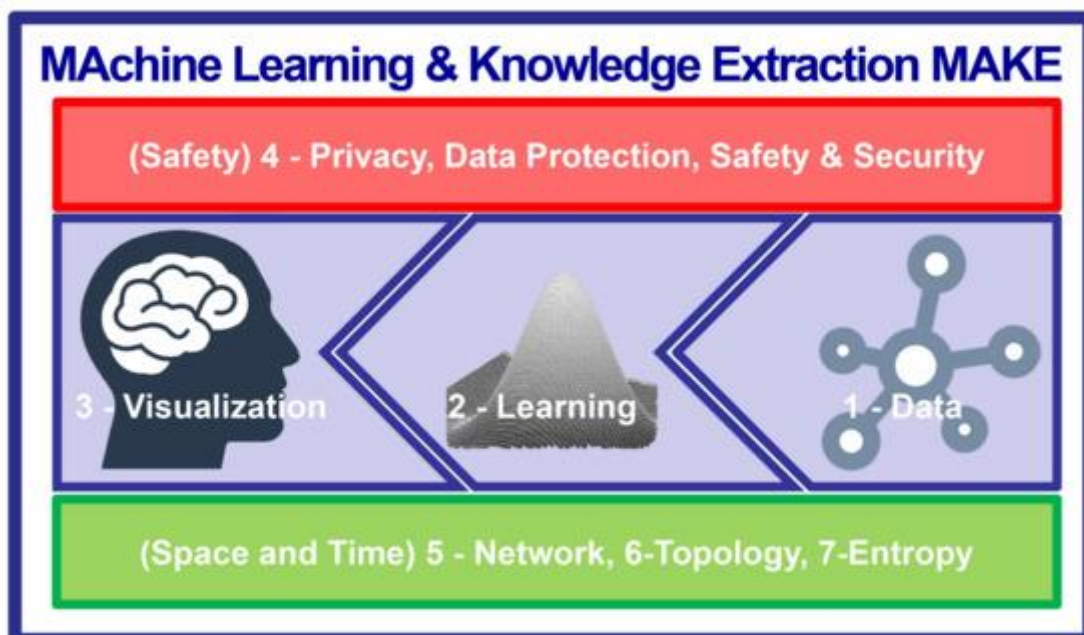 MAchine Learning & Knowledge Extraction MAKE
(Safety) 4 - Privacy, Data Protection, Safety & Security
3 - Visualization
2 - Learning
1 - Data
(Space and Time) 5 - Network, 6-Topology, 7-Entropy